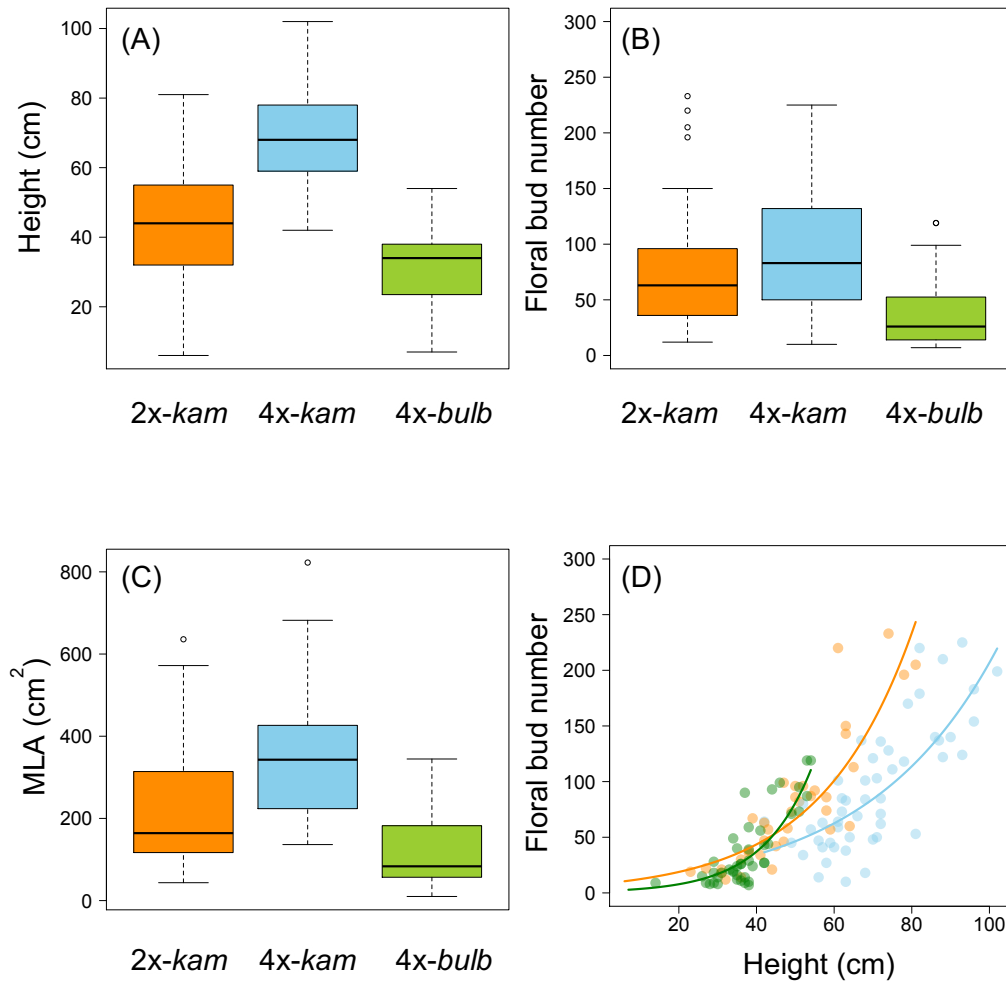 (A)
Height (cm)
100
80
60
40
20
2x-kam 4x-kam 4x-bulb
(B)
Floral bud number
300
250
200
150
100
50
0
2x-kam 4x-kam 4x-bulb
(C)
MLA (cm²)
800
600
400
200
0
2x-kam 4x-kam 4x-bulb
(D)
Floral bud number
300
250
200
150
100
50
0
20 40 60 80 100
Height (cm)